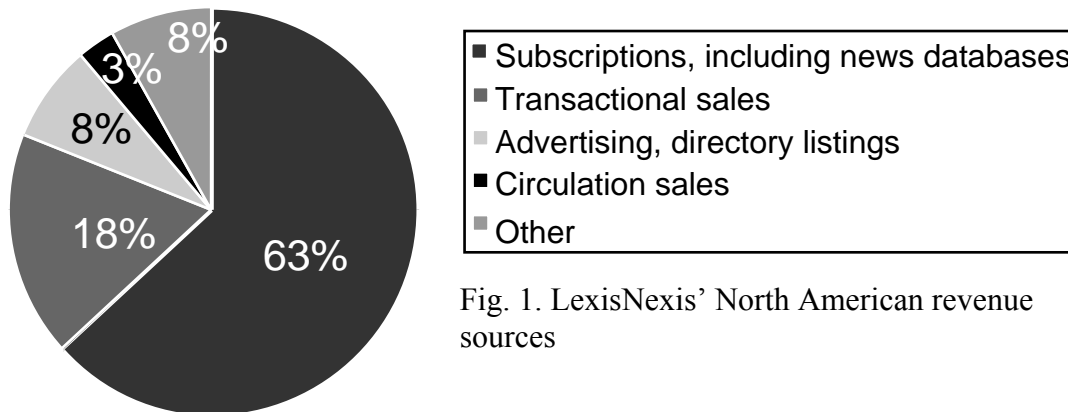 8%
3%
8%
18%
63%
Subscriptions, including news databases
Transactional sales
Advertising, directory listings
Circulation sales
Other
Fig. 1. LexisNexis’ North American revenue
sources